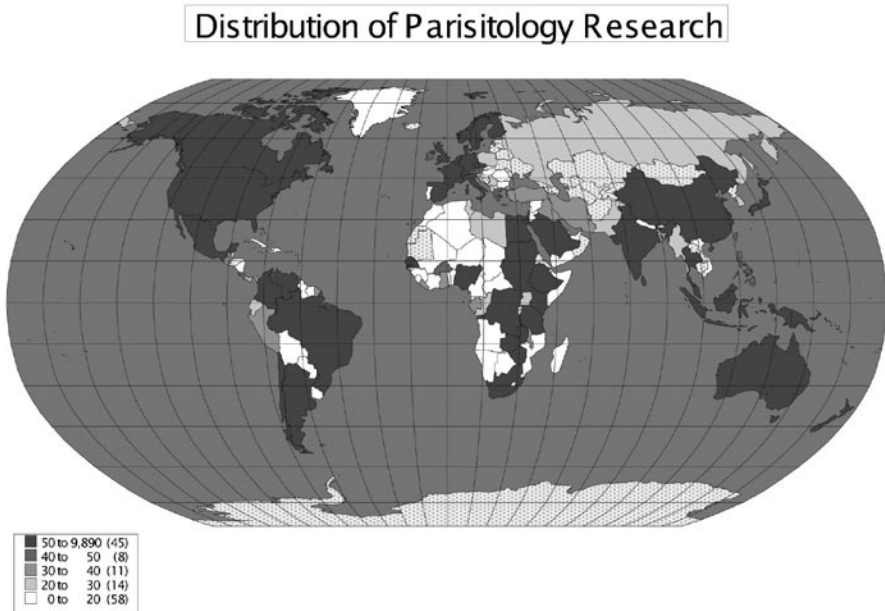 Distribution of Parisitology Research
50 to 9,890 (45)
40 to 50 (8)
30 to 40 (11)
20 to 30 (14)
0 to 20 (58)